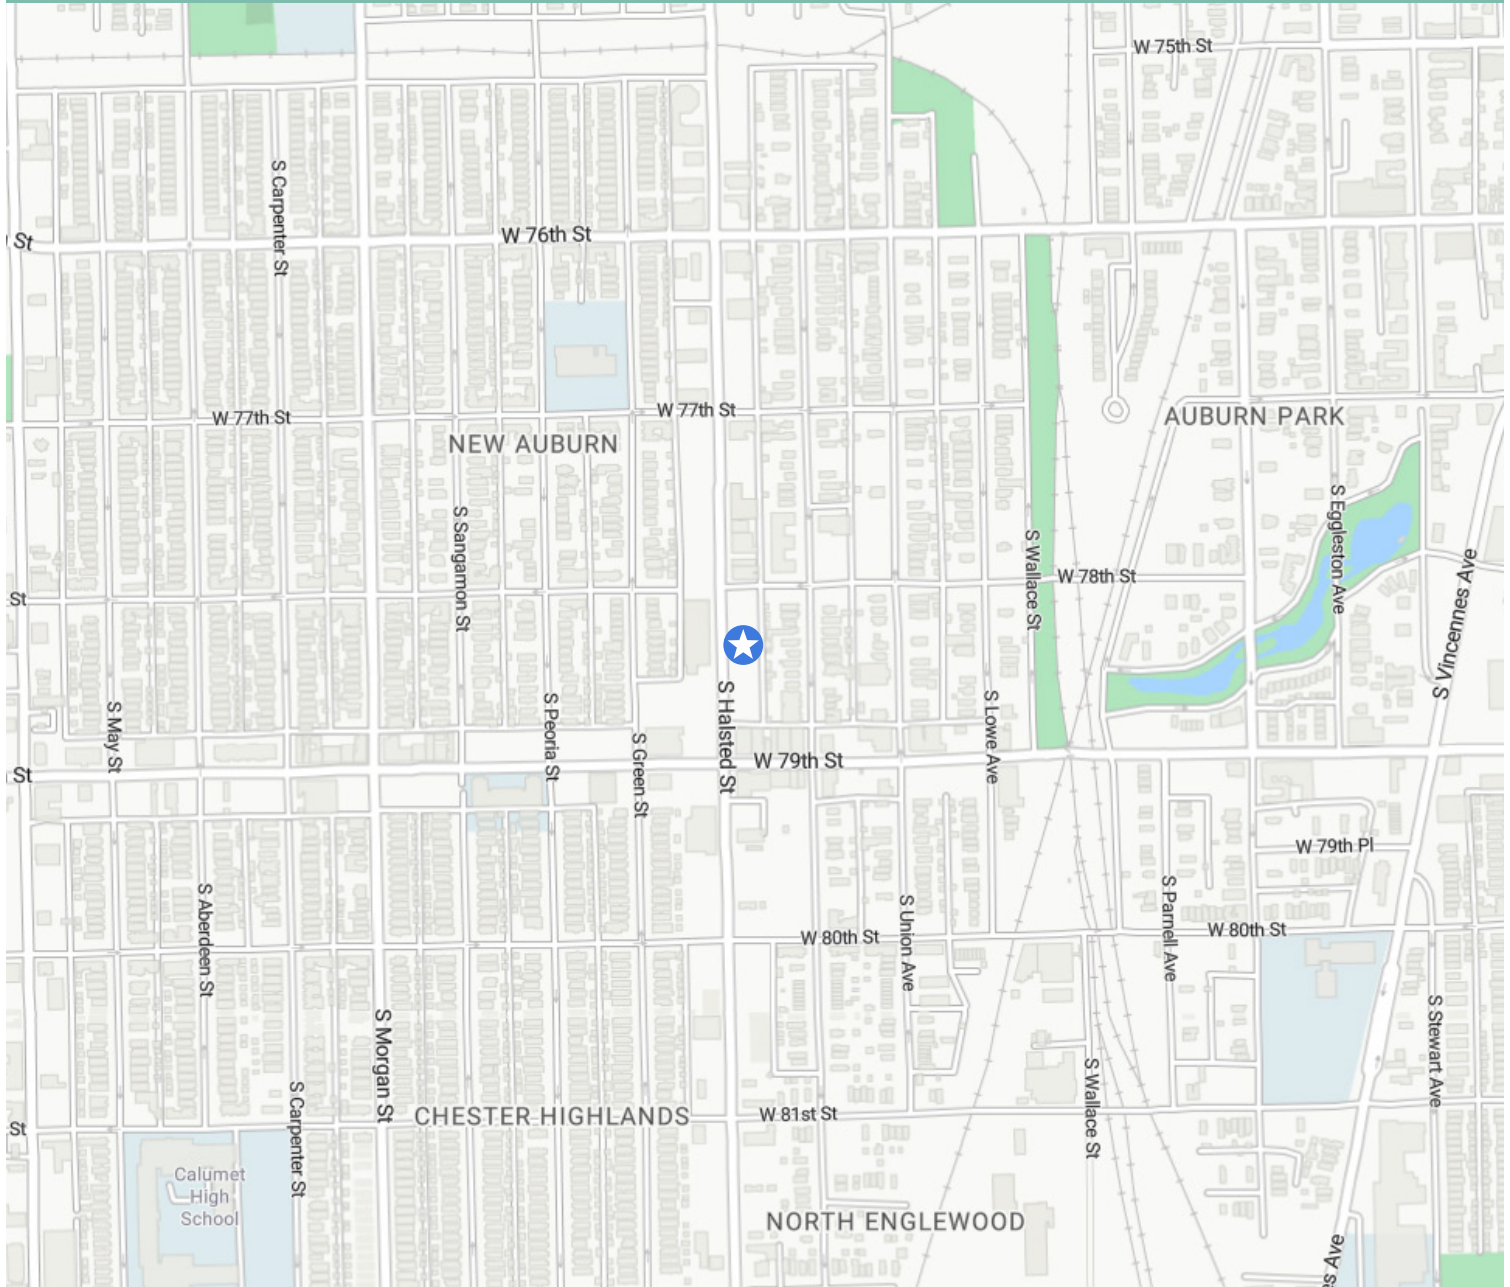 W 75th St
S Carpenter St
St
W 76th St
W 77th St
W 77th St
AUBURN PARK
NEW AUBURN
S Sangamon St
S Eggleston Ave
S Wallace St
W 78th St
St
S Vincennes Ave
S May St
S Peoria St
S Halsted St
S Lowe Ave
S Green St
W 79th St
St
W 79th Pl
S Aberdeen St
S Union Ave
S Parnell Ave
W 80th St
W 80th St
S Morgan St
S Stewart Ave
S Carpenter St
S Wallace St
CHESTER HIGHLANDS
W 81st St
St
Calumet
High
School
NORTH ENGLEWOOD
Ave